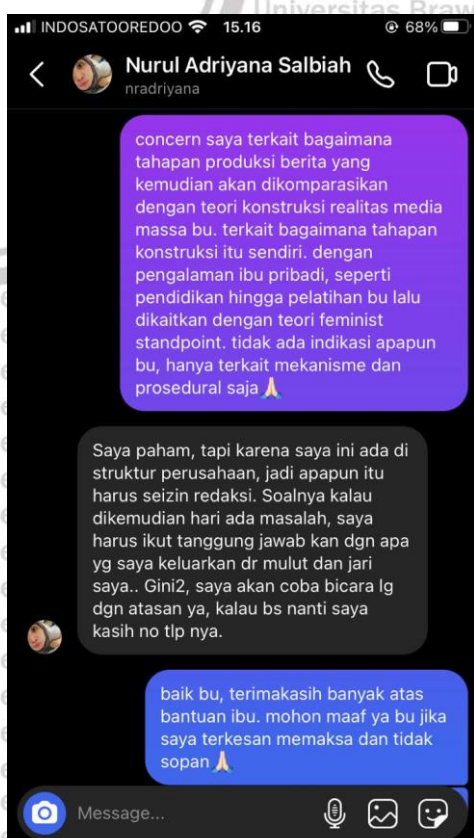 Universitas Braw
INDOSATOOREDOO 15.16 68%
Nurul Adriyana Salbiah
nradriyana
concern saya terkait bagaimana
tahapan produksi berita yang
kemudian akan dikomparasikan
dengan teori konstruksi realitas media
massa bu. terkait bagaimana tahapan
konstruksi itu sendiri. dengan
pengalaman ibu pribadi, seperti
pendidikan hingga pelatihan bu lalu
dikaitkan dengan teori feminist
standpoint. tidak ada indikasi apapun
bu, hanya terkait mekanisme dan
prosedural saja🙏🏻
Saya paham, tapi karena saya ini ada di
struktur perusahaan, jadi apapun itu
harus seizin redaksi. Soalnya kalau
dikemudian hari ada masalah, saya
harus ikut tanggung jawab kan dgn apa
yg saya keluarkan dr mulut dan jari
saya.. Gini2, saya akan coba bicara lg
dgn atasan ya, kalau bs nanti saya
kasih no tlp nya.
baik bu, terimakasih banyak atas
bantuan ibu. mohon maaf ya bu jika
saya terkesan memaksa dan tidak
sopan🙏🏻
Message...